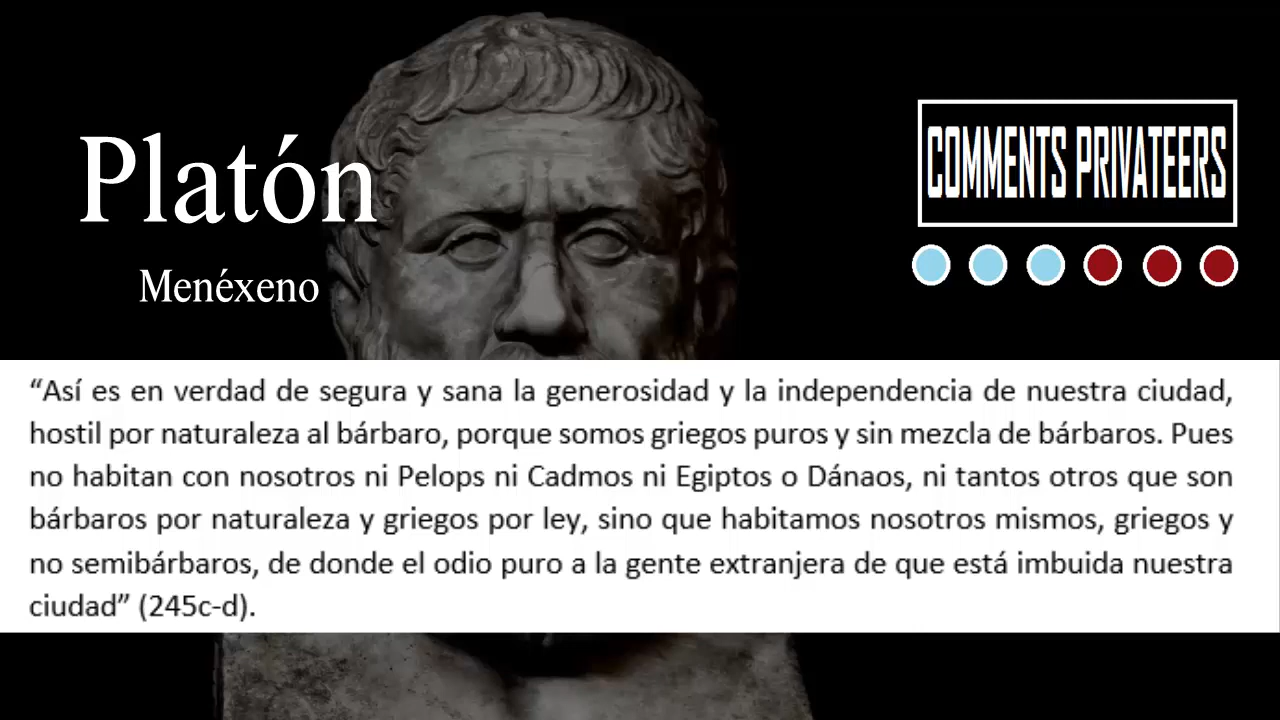 Platón
Menéxeno
COMMENTS PRIVATEERS
“Así es en verdad de segura y sana la generosidad y la independencia de nuestra ciudad,
hostil por naturaleza al bárbaro, porque somos griegos puros y sin mezcla de bárbaros. Pues
no habitan con nosotros ni Pelops ni Cadmos ni Egiptos o Dánaos, ni tantos otros que son
bárbaros por naturaleza y griegos por ley, sino que habitamos nosotros mismos, griegos y
no semibárbaros, de donde el odio puro a la gente extranjera de que está imbuida nuestra
ciudad” (245c-d).